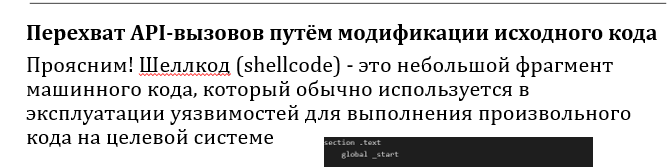 Перехват API-вызовов путём модификации исходного кода
Проясним! Шеллкод (shellcode) - это небольшой фрагмент
машинного кода, который обычно используется в
эксплуатации уязвимостей для выполнения произвольного
кода на целевой системе
section .text
global _start